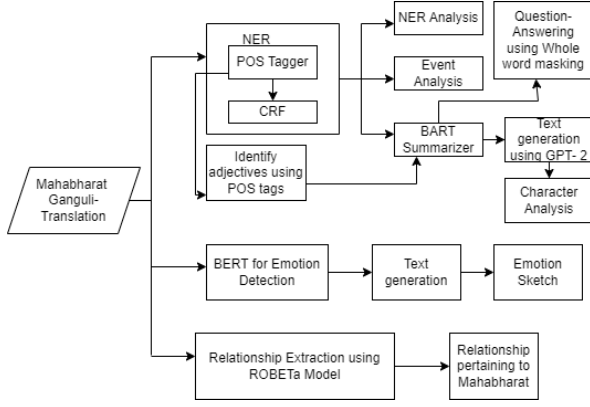 NER
POS Tagger
CRF
NER Analysis
Event
Analysis
Question-
Answering
using Whole
word masking
BART
Summarizer
Text
generation
using GPT- 2
Character
Analysis
Identify
adjectives using
POS tags
Mahabharat
Ganguli-
Translation
BERT for Emotion
Detection
Text
generation
Emotion
Sketch
Relationship Extraction using
ROBETa Model
Relationship
pertaining to
Mahabharat